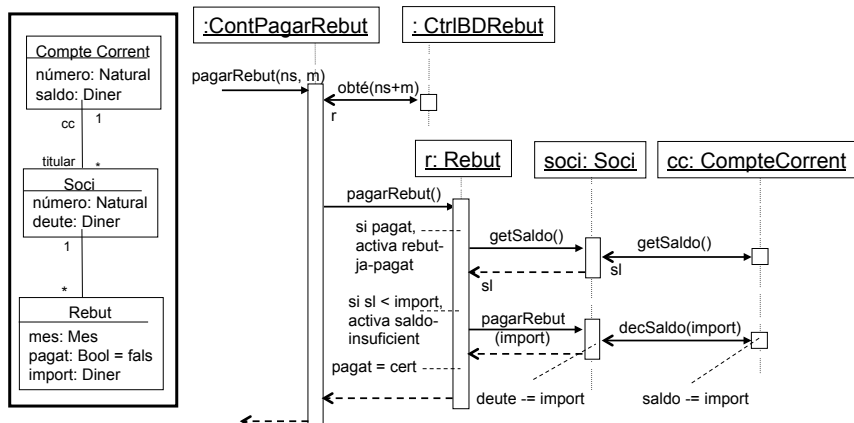 Compte Corrent
número: Natural
saldo: Diner
cc
1
titular
*
Soci
número: Natural
deute: Diner
1
*
Rebut
mes: Mes
pagat: Bool = fals
import: Diner
:ContPagarRebut
: CtrlBDRebut
pagarRebut(ns, m)
obté(ns+m)
r
r: Rebut
soci: Soci
cc: CompteCorrent
pagarRebut()
si pagat,
activa rebut-
ja-pagat
getSaldo()
getSaldo()
sl
sl
si sl < import,
activa saldo-
insuficient
pagarRebut
(import)
decSaldo(import)
pagat = cert
deute -= import
saldo -= import